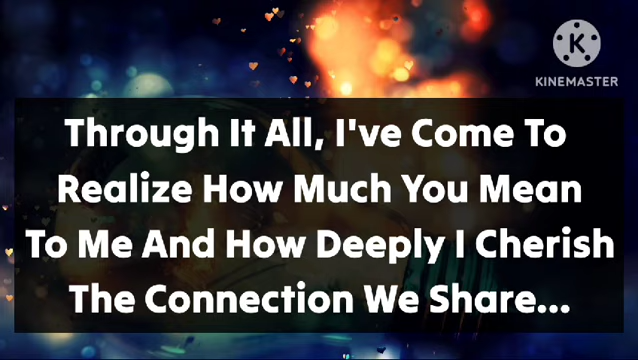 K
KINEMASTER
Through It All, I've Come To
Realize How Much You Mean
To Me And How Deeply I Cherish
The Connection We Share...